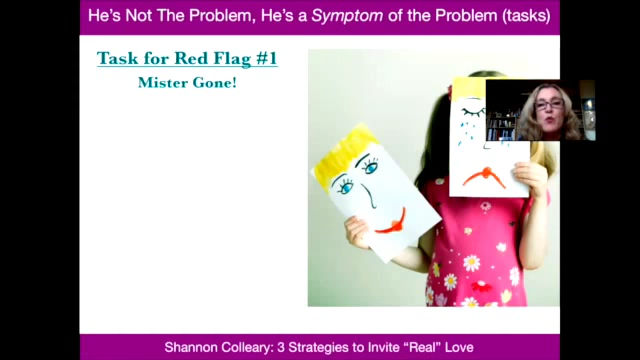 He's Not The Problem, He's a Symptom of the Problem (tasks)
Task for Red Flag #1
Mister Gone!
Shannon Colleary: 3 Strategies to Invite “Real” Love